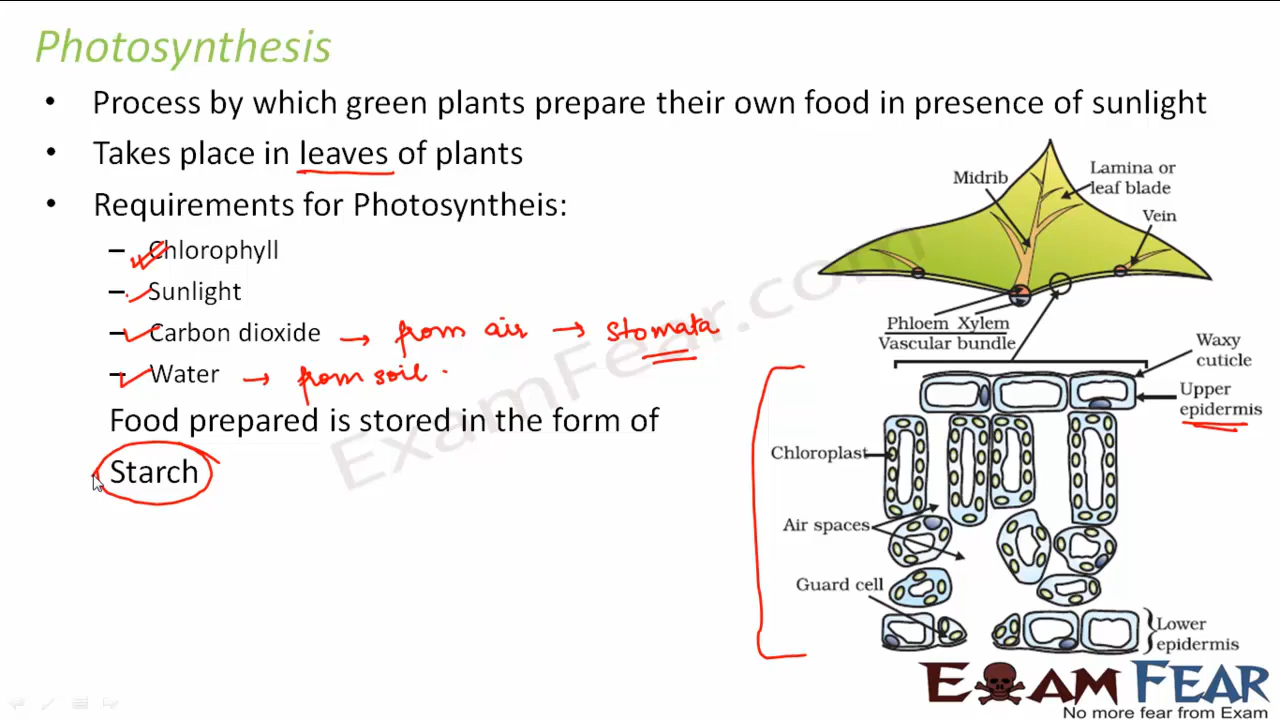 Photosynthesis
• Process by which green plants prepare their own food in presence of sunlight
• Takes place in leaves of plants
• Requirements for Photosyntheis:
– Chlorophyll
– Sunlight
– Carbon dioxide → from air → stomata
– Water → from soil.
Food prepared is stored in the form of
Starch
Midrib
Lamina or
leaf blade
Vein
Phloem Xylem
Vascular bundle
Waxy
cuticle
Upper
epidermis
Chloroplast
Air spaces
Guard cell
Lower
epidermis
ExamFear.com
EXAM FEAR
No more fear from Exam